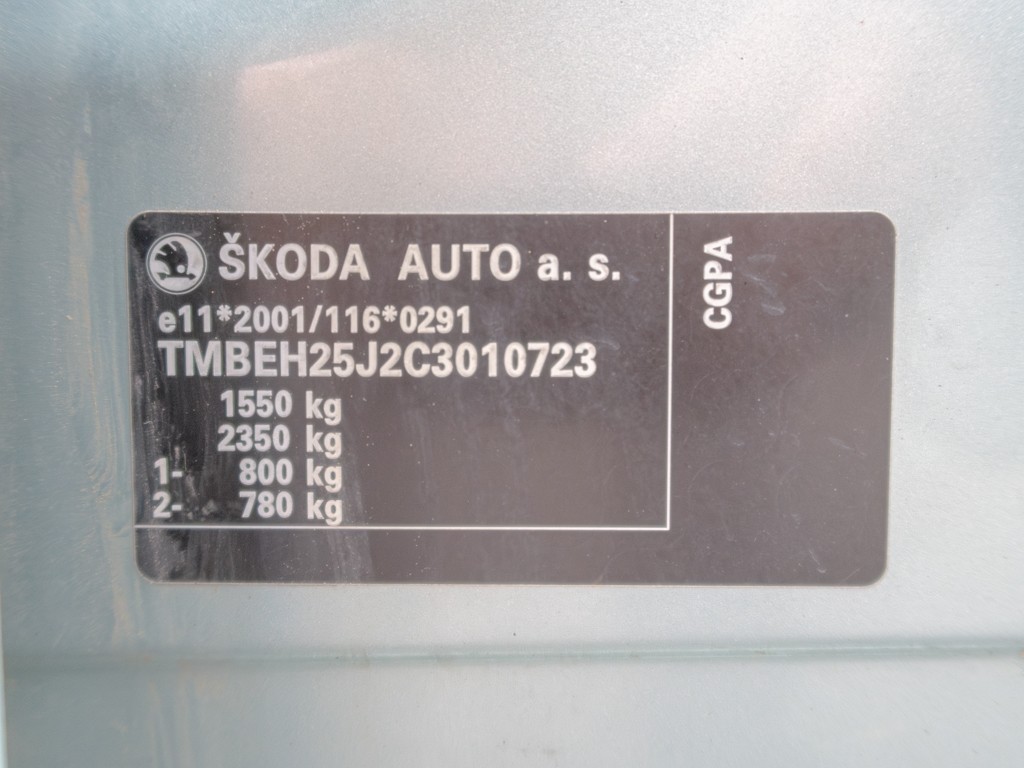 ŠKODA AUTO a. s.
e11*2001/116*0291
TMBEH25J2C3010723
1550 kg
2350 kg
1- 800 kg
2- 780 kg
CGPA